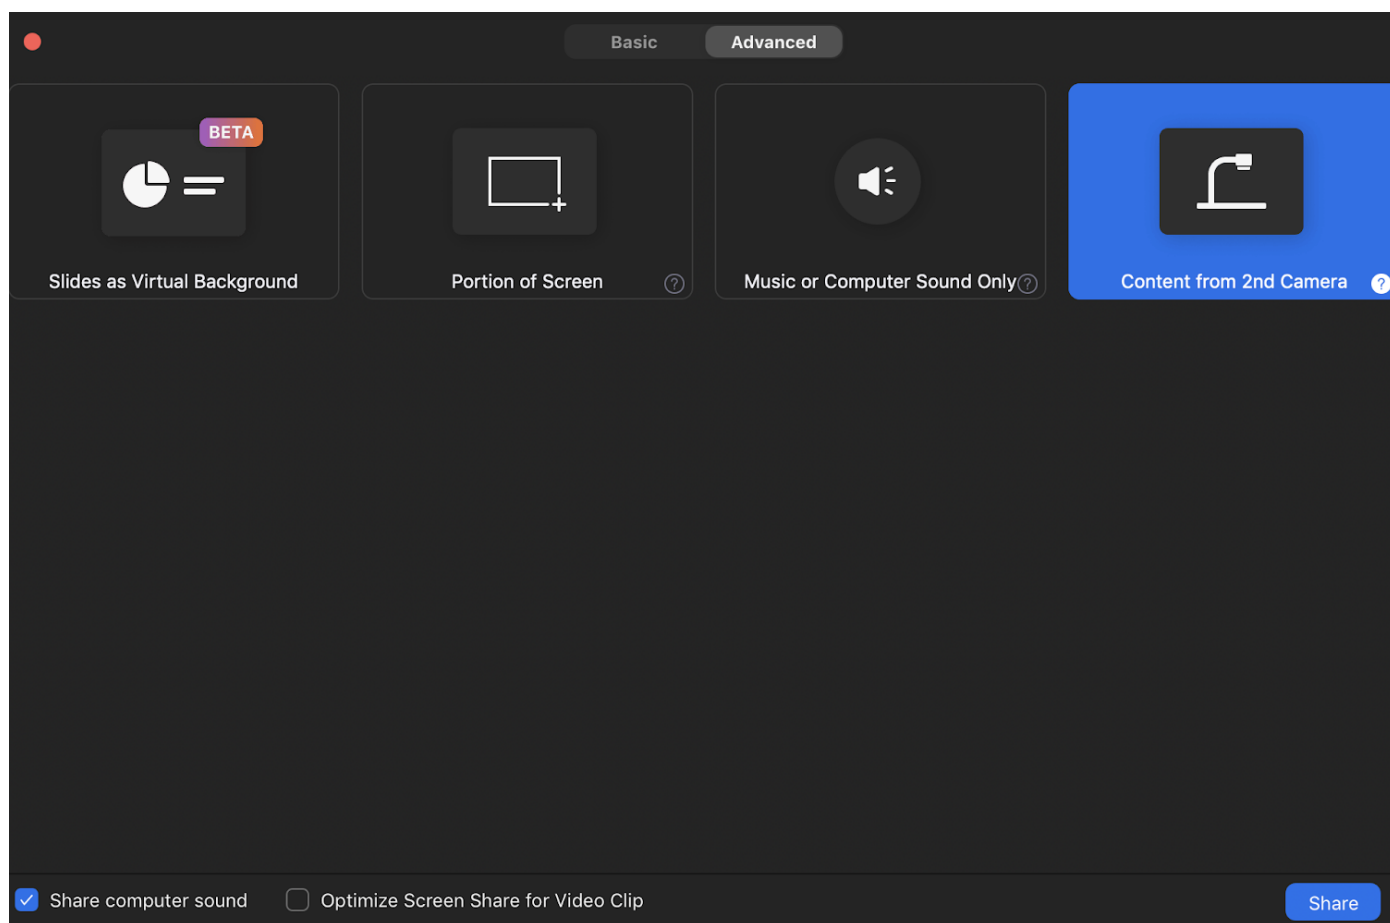 Basic
Advanced
BETA
Slides as Virtual Background
Portion of Screen
?
Music or Computer Sound Only
?
Content from 2nd Camera
?
Share computer sound
Optimize Screen Share for Video Clip
Share